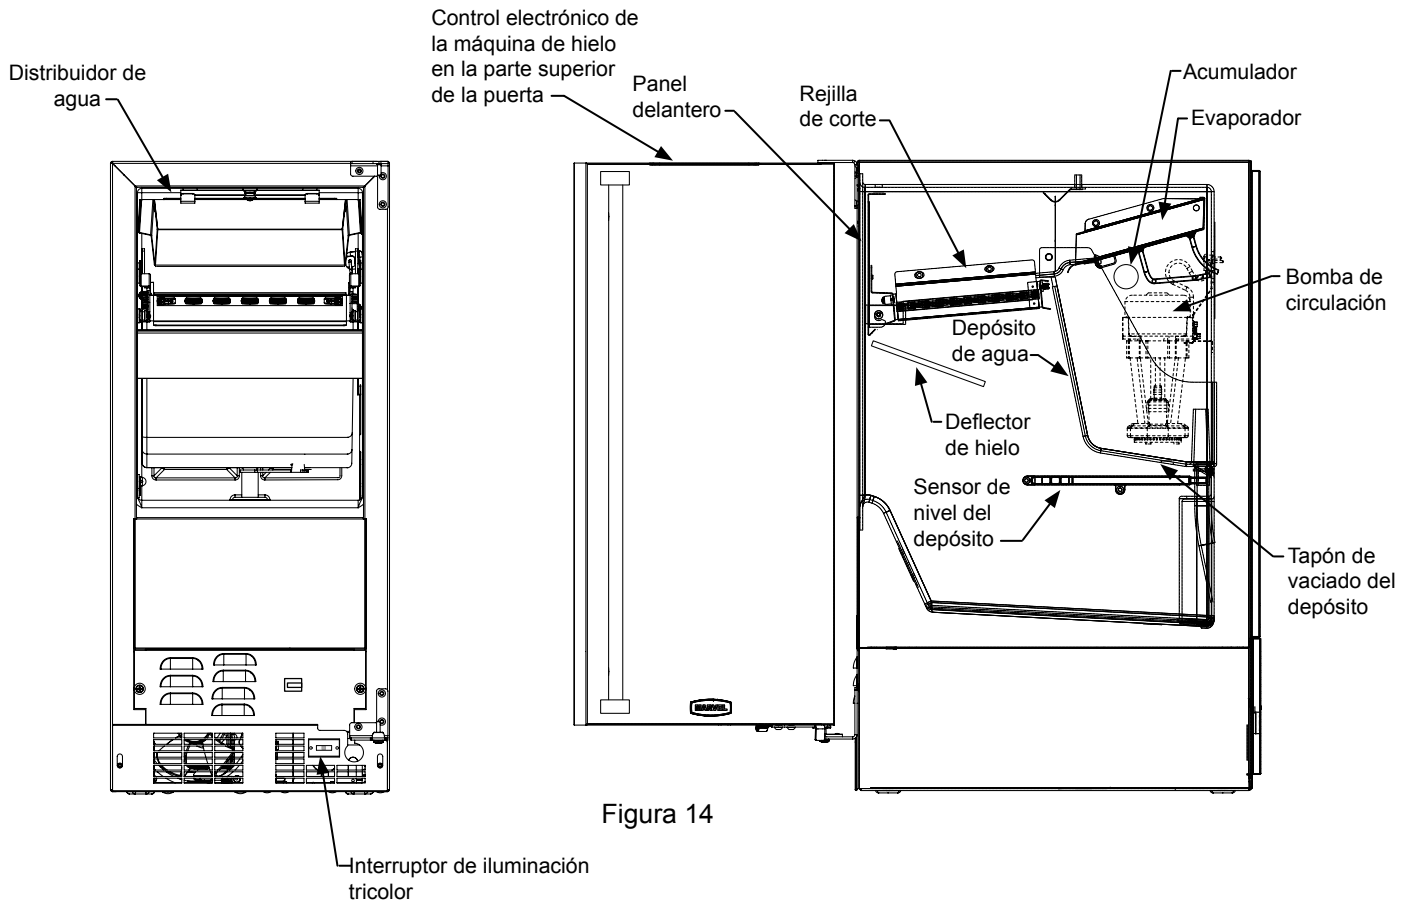 Control electrónico de
la máquina de hielo
en la parte superior
de la puerta
Distribuidor de
agua
Panel
delantero
Rejilla
de corte
Acumulador
Evaporador
Bomba de
circulación
Depósito
de agua
Deflector
de hielo
Sensor de
nivel del
depósito
Tapón de
vaciado del
depósito
MARVEL
Figura 14
Interruptor de iluminación
tricolor